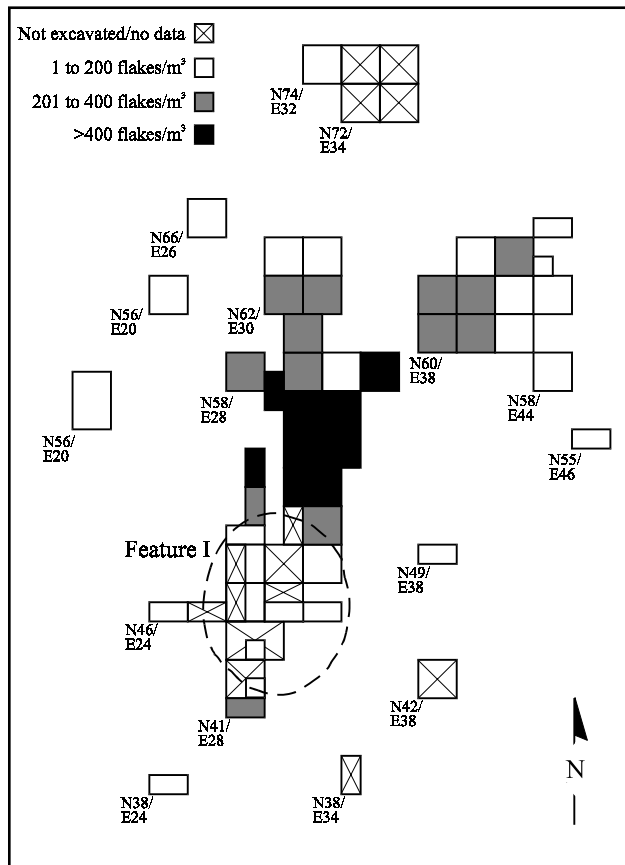 Not excavated/no data
1 to 200 flakes/m³
201 to 400 flakes/m³
>400 flakes/m³
N74/
E32
N72/
E34
N66/
E26
N56/
E20
N62/
E30
N60/
E38
N58/
E28
N58/
E44
N56/
E20
N55/
E46
Feature I
N49/
E38
N46/
E24
N42/
E38
N41/
E28
N
N38/
E24
N38/
E34